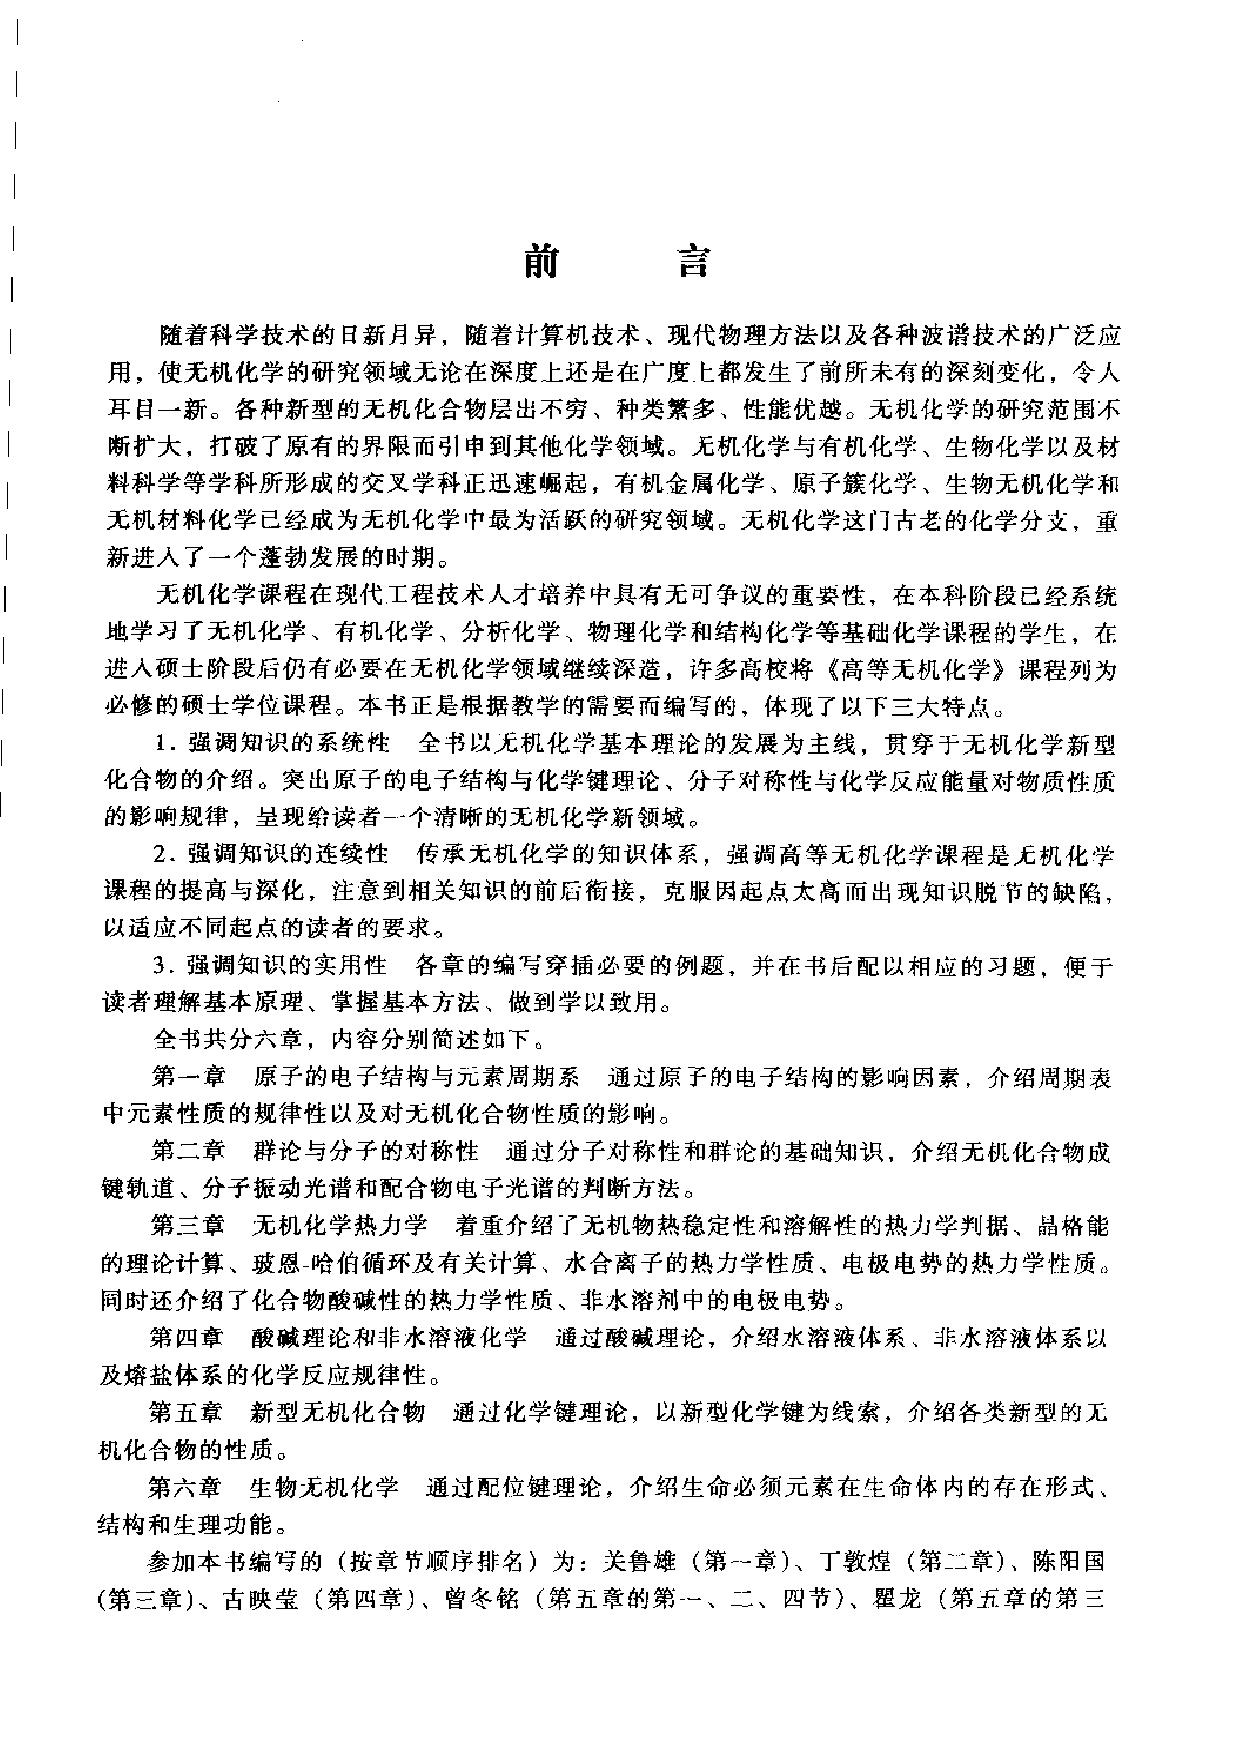 前 言
随着科学技术的日新月异，随着计算机技术、现代物理方法以及各种波谱技术的广泛应
用，使无机化学的研究领域无论在深度上还是在广度上都发生了前所未有的深刻变化，令人
耳目一新。各种新型的无机化合物层出不穷、种类繁多、性能优越。无机化学的研究范围不
断扩大，打破了原有的界限而引申到其他化学领域。无机化学与有机化学、生物化学以及材
料科学等学科所形成的交叉学科正迅速崛起，有机金属化学、原子簇化学、生物无机化学和
无机材料化学已经成为无机化学中最为活跃的研究领域。无机化学这门古老的化学分支，重
新进入了一个蓬勃发展的时期。
无机化学课程在现代工程技术人才培养中具有无可争议的重要性，在本科阶段已经系统
地学习了无机化学、有机化学、分析化学、物理化学和结构化学等基础化学课程的学生，在
进入硕士阶段后仍有必要在无机化学领域继续深造，许多高校将《高等无机化学》课程列为
必修的硕士学位课程。本书正是根据教学的需要而编写的，体现了以下三大特点。
1. 强调知识的系统性 全书以无机化学基本理论的发展为主线，贯穿于无机化学新型
化合物的介绍。突出原子的电子结构与化学键理论、分子对称性与化学反应能量对物质性质
的影响规律，呈现给读者一个清晰的无机化学新领域。
2. 强调知识的连续性 传承无机化学的知识体系，强调高等无机化学课程是无机化学
课程的提高与深化，注意到相关知识的前后衔接，克服因起点太高而出现知识脱节的缺陷，
以适应不同起点的读者的要求。
3. 强调知识的实用性 各章的编写穿插必要的例题，并在书后配以相应的习题，便于
读者理解基本原理、掌握基本方法、做到学以致用。
全书共分六章，内容分别简述如下。
第一章 原子的电子结构与元素周期系 通过原子的电子结构的影响因素，介绍周期表
中元素性质的规律性以及对无机化合物性质的影响。
第二章 群论与分子的对称性 通过分子对称性和群论的基础知识，介绍无机化合物成
键轨道、分子振动光谱和配合物电子光谱的判断方法。
第三章 无机化学热力学 着重介绍了无机物热稳定性和溶解性的热力学判据、晶格能
的理论计算、玻恩-哈伯循环及有关计算、水合离子的热力学性质、电极电势的热力学性质。
同时还介绍了化合物酸碱性的热力学性质、非水溶剂中的电极电势。
第四章 酸碱理论和非水溶液化学 通过酸碱理论，介绍水溶液体系、非水溶液体系以
及熔盐体系的化学反应规律性。
第五章 新型无机化合物 通过化学键理论，以新型化学键为线索，介绍各类新型的无
机化合物的性质。
第六章 生物无机化学 通过配位键理论，介绍生命必须元素在生命体内的存在形式、
结构和生理功能。
参加本书编写的（按章节顺序排名）为：关鲁雄（第一章）、丁敦煌（第二章）、陈阳国
（第三章）、古映莹（第四章）、曾冬铭（第五章的第一、二、四节）、瞿龙（第五章的第三